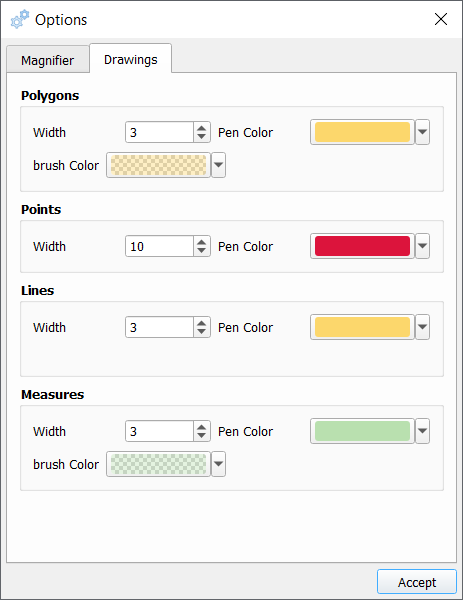 Options
Magnifier Drawings
Polygons
Width 3 Pen Color
brush Color
Points
Width 10 Pen Color
Lines
Width 3 Pen Color
Measures
Width 3 Pen Color
brush Color
Accept